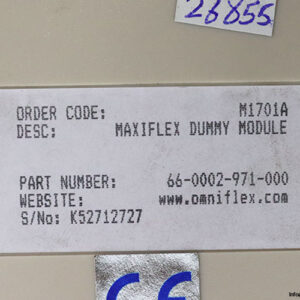 26855
ORDER CODE: M1701A
DESC: MAXIFLEX DUMMY MODULE
PART NUMBER: 66-0002-971-000
WEBSITE: www.omniflex.com
S/No: K52712727
CE